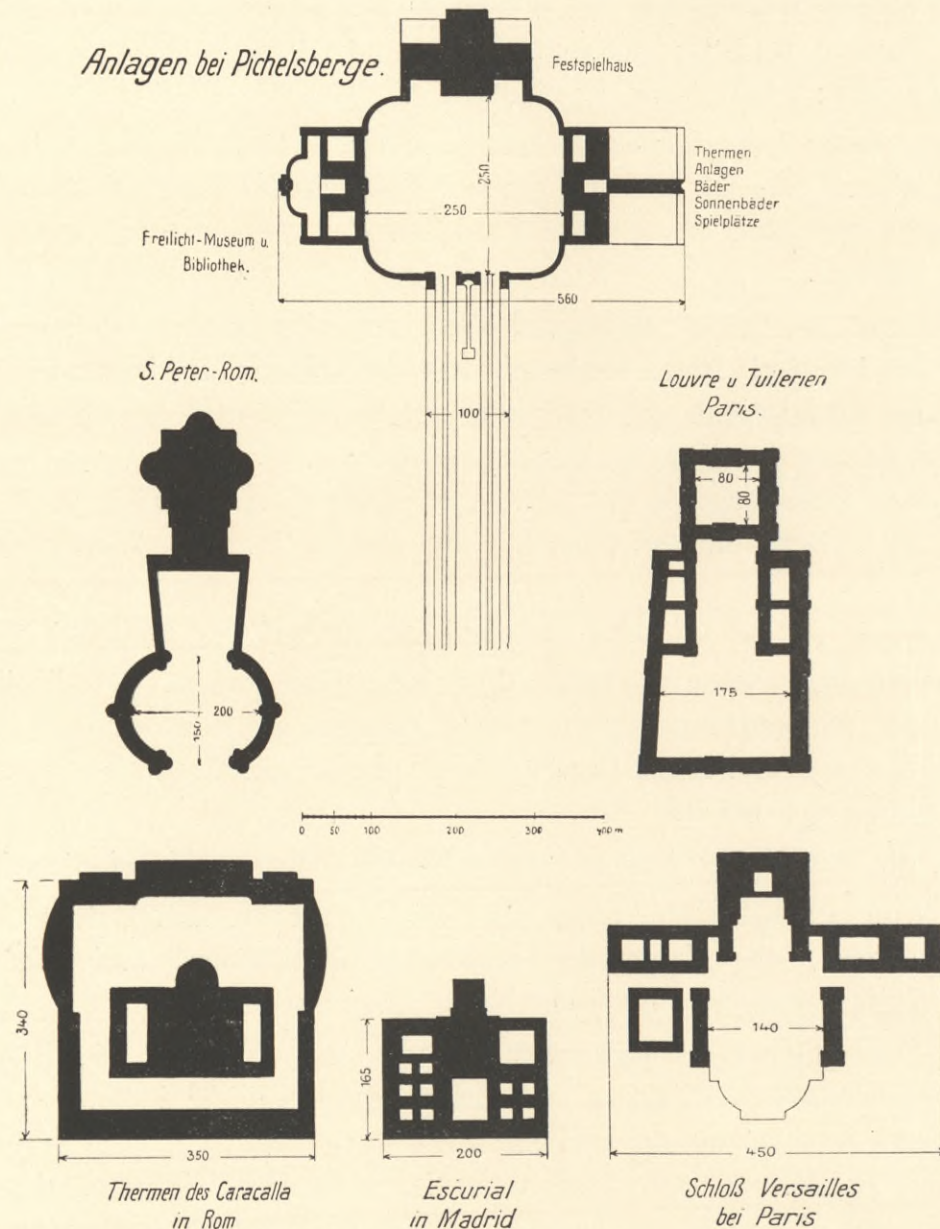 Anlagen bei Pichelsberge.
Festspielhaus
Thermen
Anlagen
Bäder
Sonnenbäder
Spielplätze
250
250
Freilicht-Museum u.
Bibliothek.
560
100
S. Peter-Rom.
Louvre u Tuilerien
Paris.
80
80
175
200
150
0 50 100 200 300 400 m
340
350
165
200
140
450
Thermen des Caracalla
in Rom
Escurial
in Madrid
Schloß Versailles
bei Paris